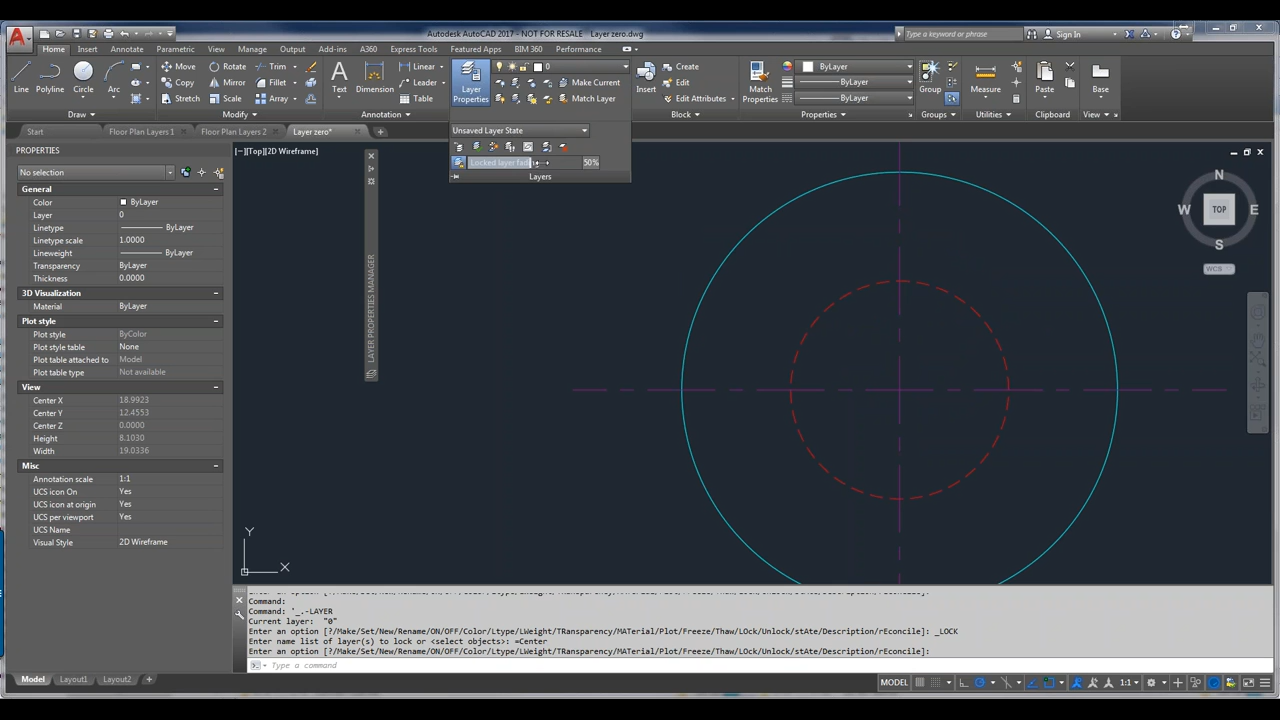 Autodesk AutoCAD 2017 - NOT FOR RESALE Layer zero.dwg
Type a keyword or phrase
Sign In
Home Insert Annotate Parametric View Manage Output Add-ins A360 Express Tools Featured Apps BIM 360 Performance
Line Polyline Circle Arc
Move Rotate Trim
Copy Mirror Fillet
Stretch Scale Array
Text Dimension
Linear
Leader
Table
Layer Properties
0
Make Current
Match Layer
Insert
Create
Edit
Edit Attributes
Match Properties
ByLayer
ByLayer
ByLayer
Group Measure Paste Base
Draw Modify Annotation Block Properties Groups Utilities Clipboard View
Start Floor Plan Layers 1 Floor Plan Layers 2 Layer zero*
Unsaved Layer State
Locked layer fadi 50%
Layers
[−][Top][2D Wireframe]
PROPERTIES
No selection
General
Color ByLayer
Layer 0
Linetype ByLayer
Linetype scale 1.0000
Lineweight ByLayer
Transparency ByLayer
Thickness 0.0000
3D Visualization
Material ByLayer
Plot style
Plot style ByColor
Plot style table None
Plot table attached to Model
Plot table type Not available
View
Center X 18.9923
Center Y 12.4553
Center Z 0.0000
Height 8.1030
Width 19.0336
Misc
Annotation scale 1:1
UCS icon On Yes
UCS icon at origin Yes
UCS per viewport Yes
UCS Name
Visual Style 2D Wireframe
LAYER PROPERTIES MANAGER
N
W TOP E
S
WCS
Y
X
Command:
Command: '_.-LAYER
Current layer: "0"
Enter an option [?/Make/Set/New/Rename/ON/OFF/Color/Ltype/LWeight/TRansparency/MATerial/Plot/Freeze/Thaw/LOck/Unlock/stAte/Description/rEconcile]: _LOCK
Enter name list of layer(s) to lock or <select objects>: =Center
Enter an option [?/Make/Set/New/Rename/ON/OFF/Color/Ltype/LWeight/TRansparency/MATerial/Plot/Freeze/Thaw/LOck/Unlock/stAte/Description/rEconcile]:
Type a command
Model Layout1 Layout2
MODEL
1:1